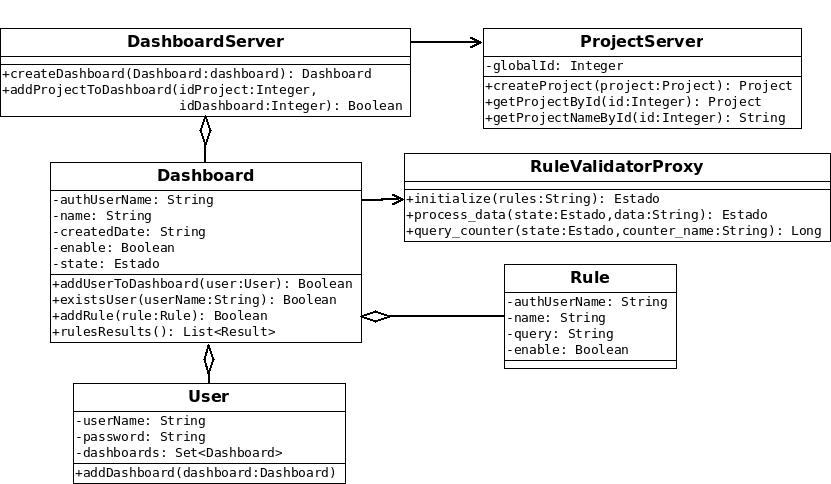 DashboardServer
+createDashboard(Dashboard:dashboard): Dashboard
+addProjectToDashboard(idProject:Integer,
idDashboard:Integer): Boolean
ProjectServer
-globalId: Integer
+createProject(project:Project): Project
+getProjectById(id:Integer): Project
+getProjectNameById(id:Integer): String
Dashboard
-authUserName: String
-name: String
-createdDate: String
-enable: Boolean
-state: Estado
+addUserToDashboard(user:User): Boolean
+existsUser(userName:String): Boolean
+addRule(rule:Rule): Boolean
+rulesResults(): List<Result>
RuleValidatorProxy
+initialize(rules:String): Estado
+process_data(state:Estado,data:String): Estado
+query_counter(state:Estado,counter_name:String): Long
Rule
-authUserName: String
-name: String
-query: String
-enable: Boolean
User
-userName: String
-password: String
-dashboards: Set<Dashboard>
+addDashboard(dashboard:Dashboard)